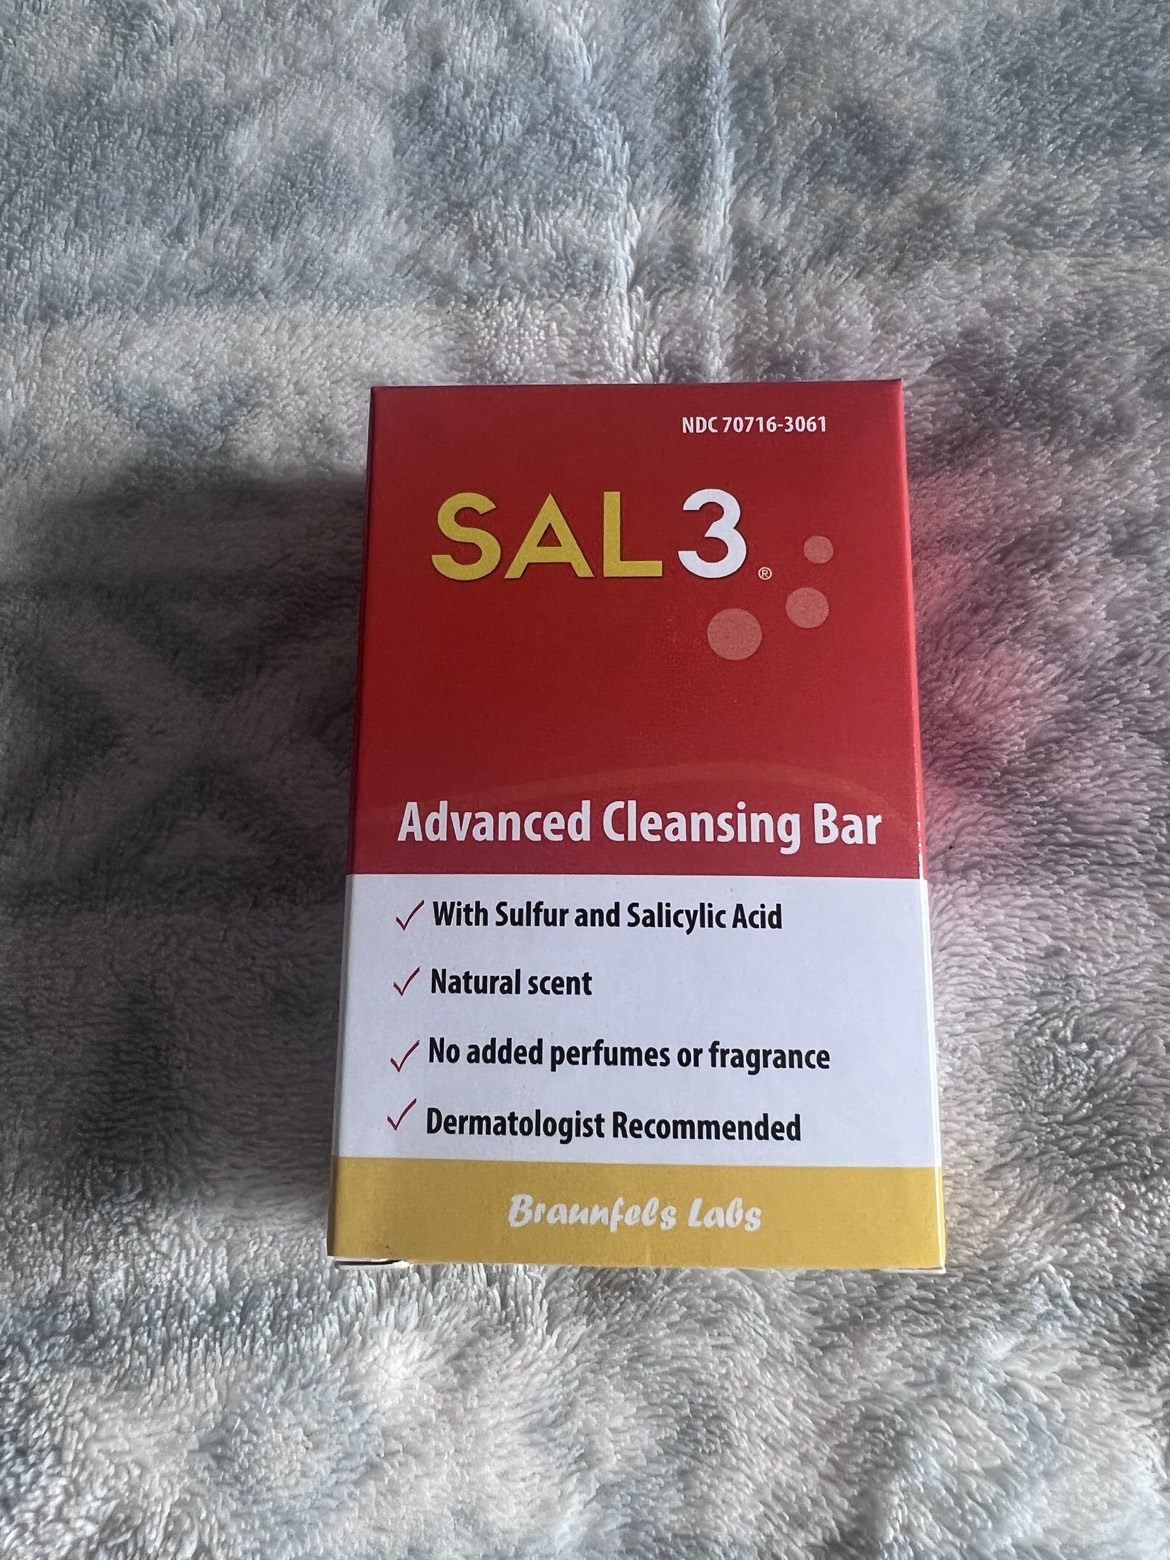 NDC 70716-3061
SAL3®
Advanced Cleansing Bar
✓ With Sulfur and Salicylic Acid
✓ Natural scent
✓ No added perfumes or fragrance
✓ Dermatologist Recommended
Braunfels Labs